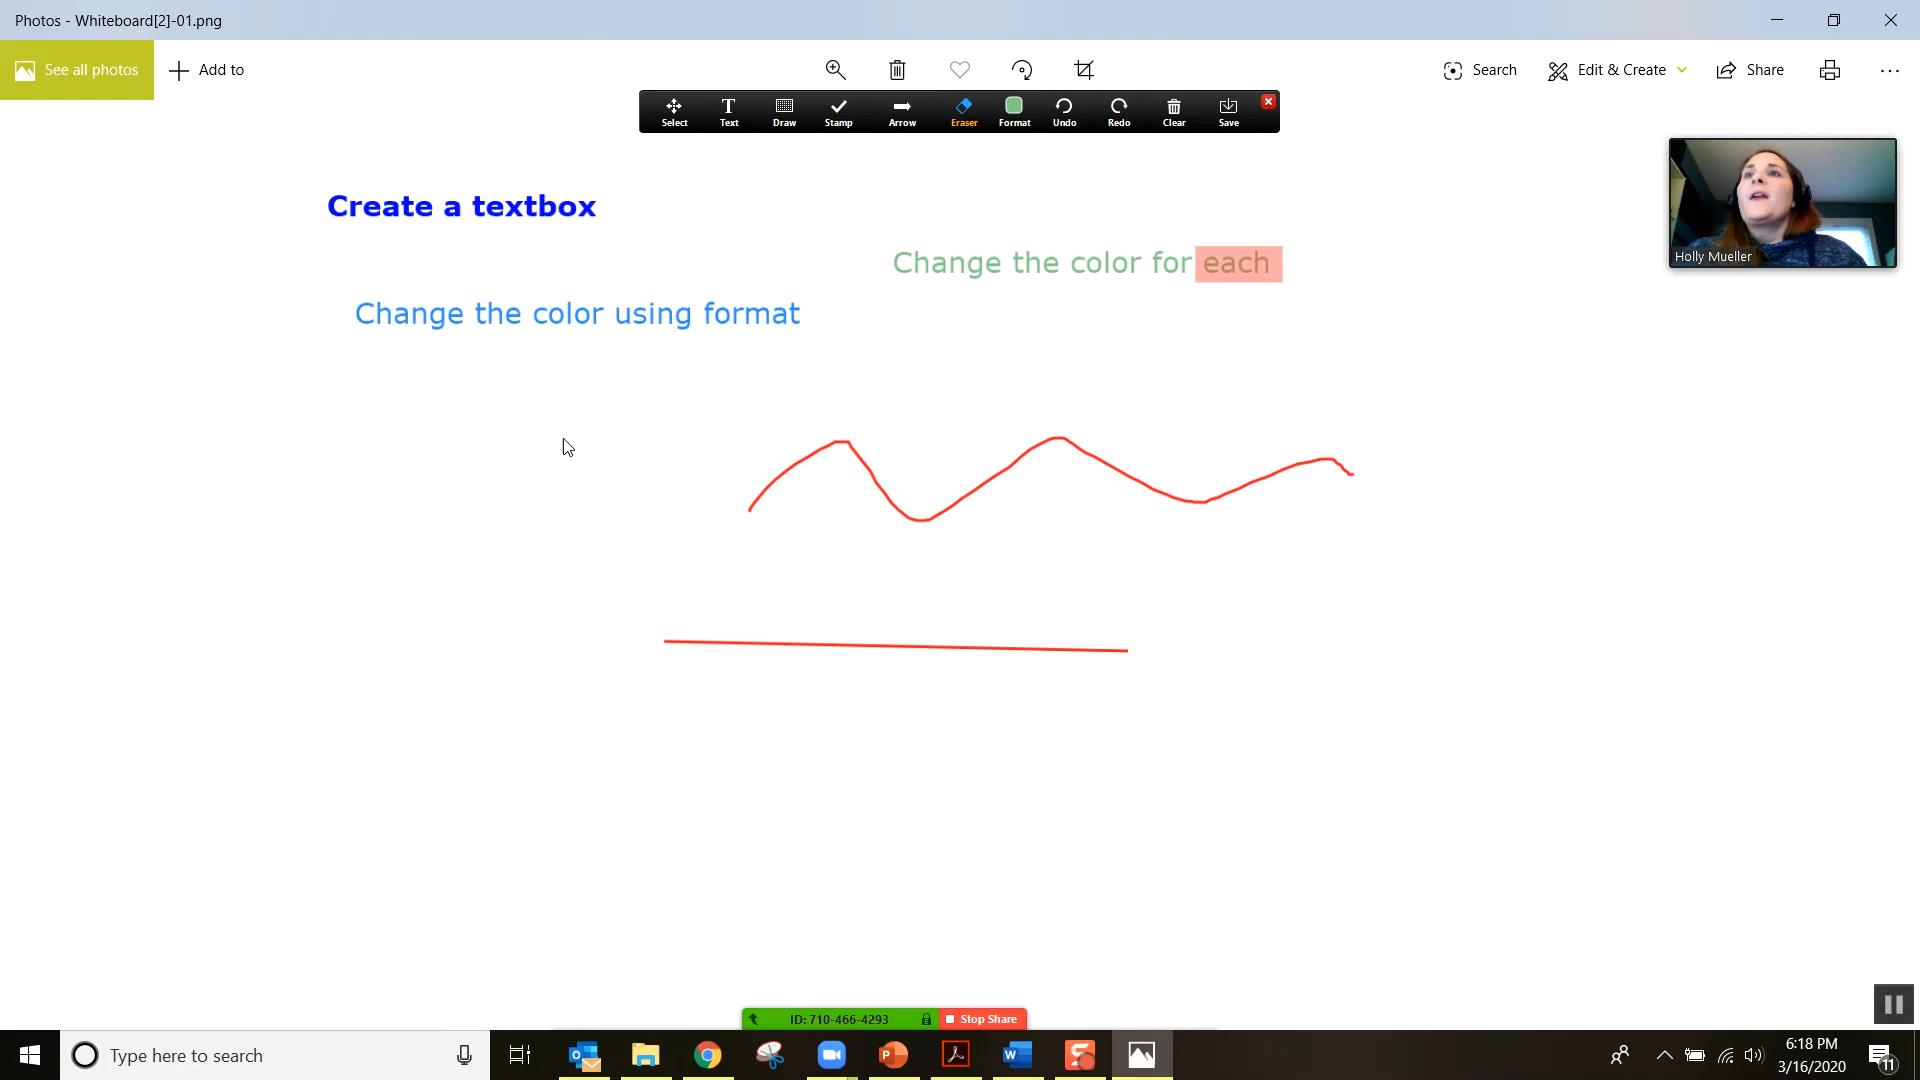 Photos - Whiteboard[2]-01.png
See all photos
Add to
Search
Edit & Create
Share
Select
Text
Draw
Stamp
Arrow
Eraser
Format
Undo
Redo
Clear
Save
Create a textbox
Change the color for each
Change the color using format
Holly Mueller
ID: 710-466-4293
Stop Share
Type here to search
6:18 PM
3/16/2020
11